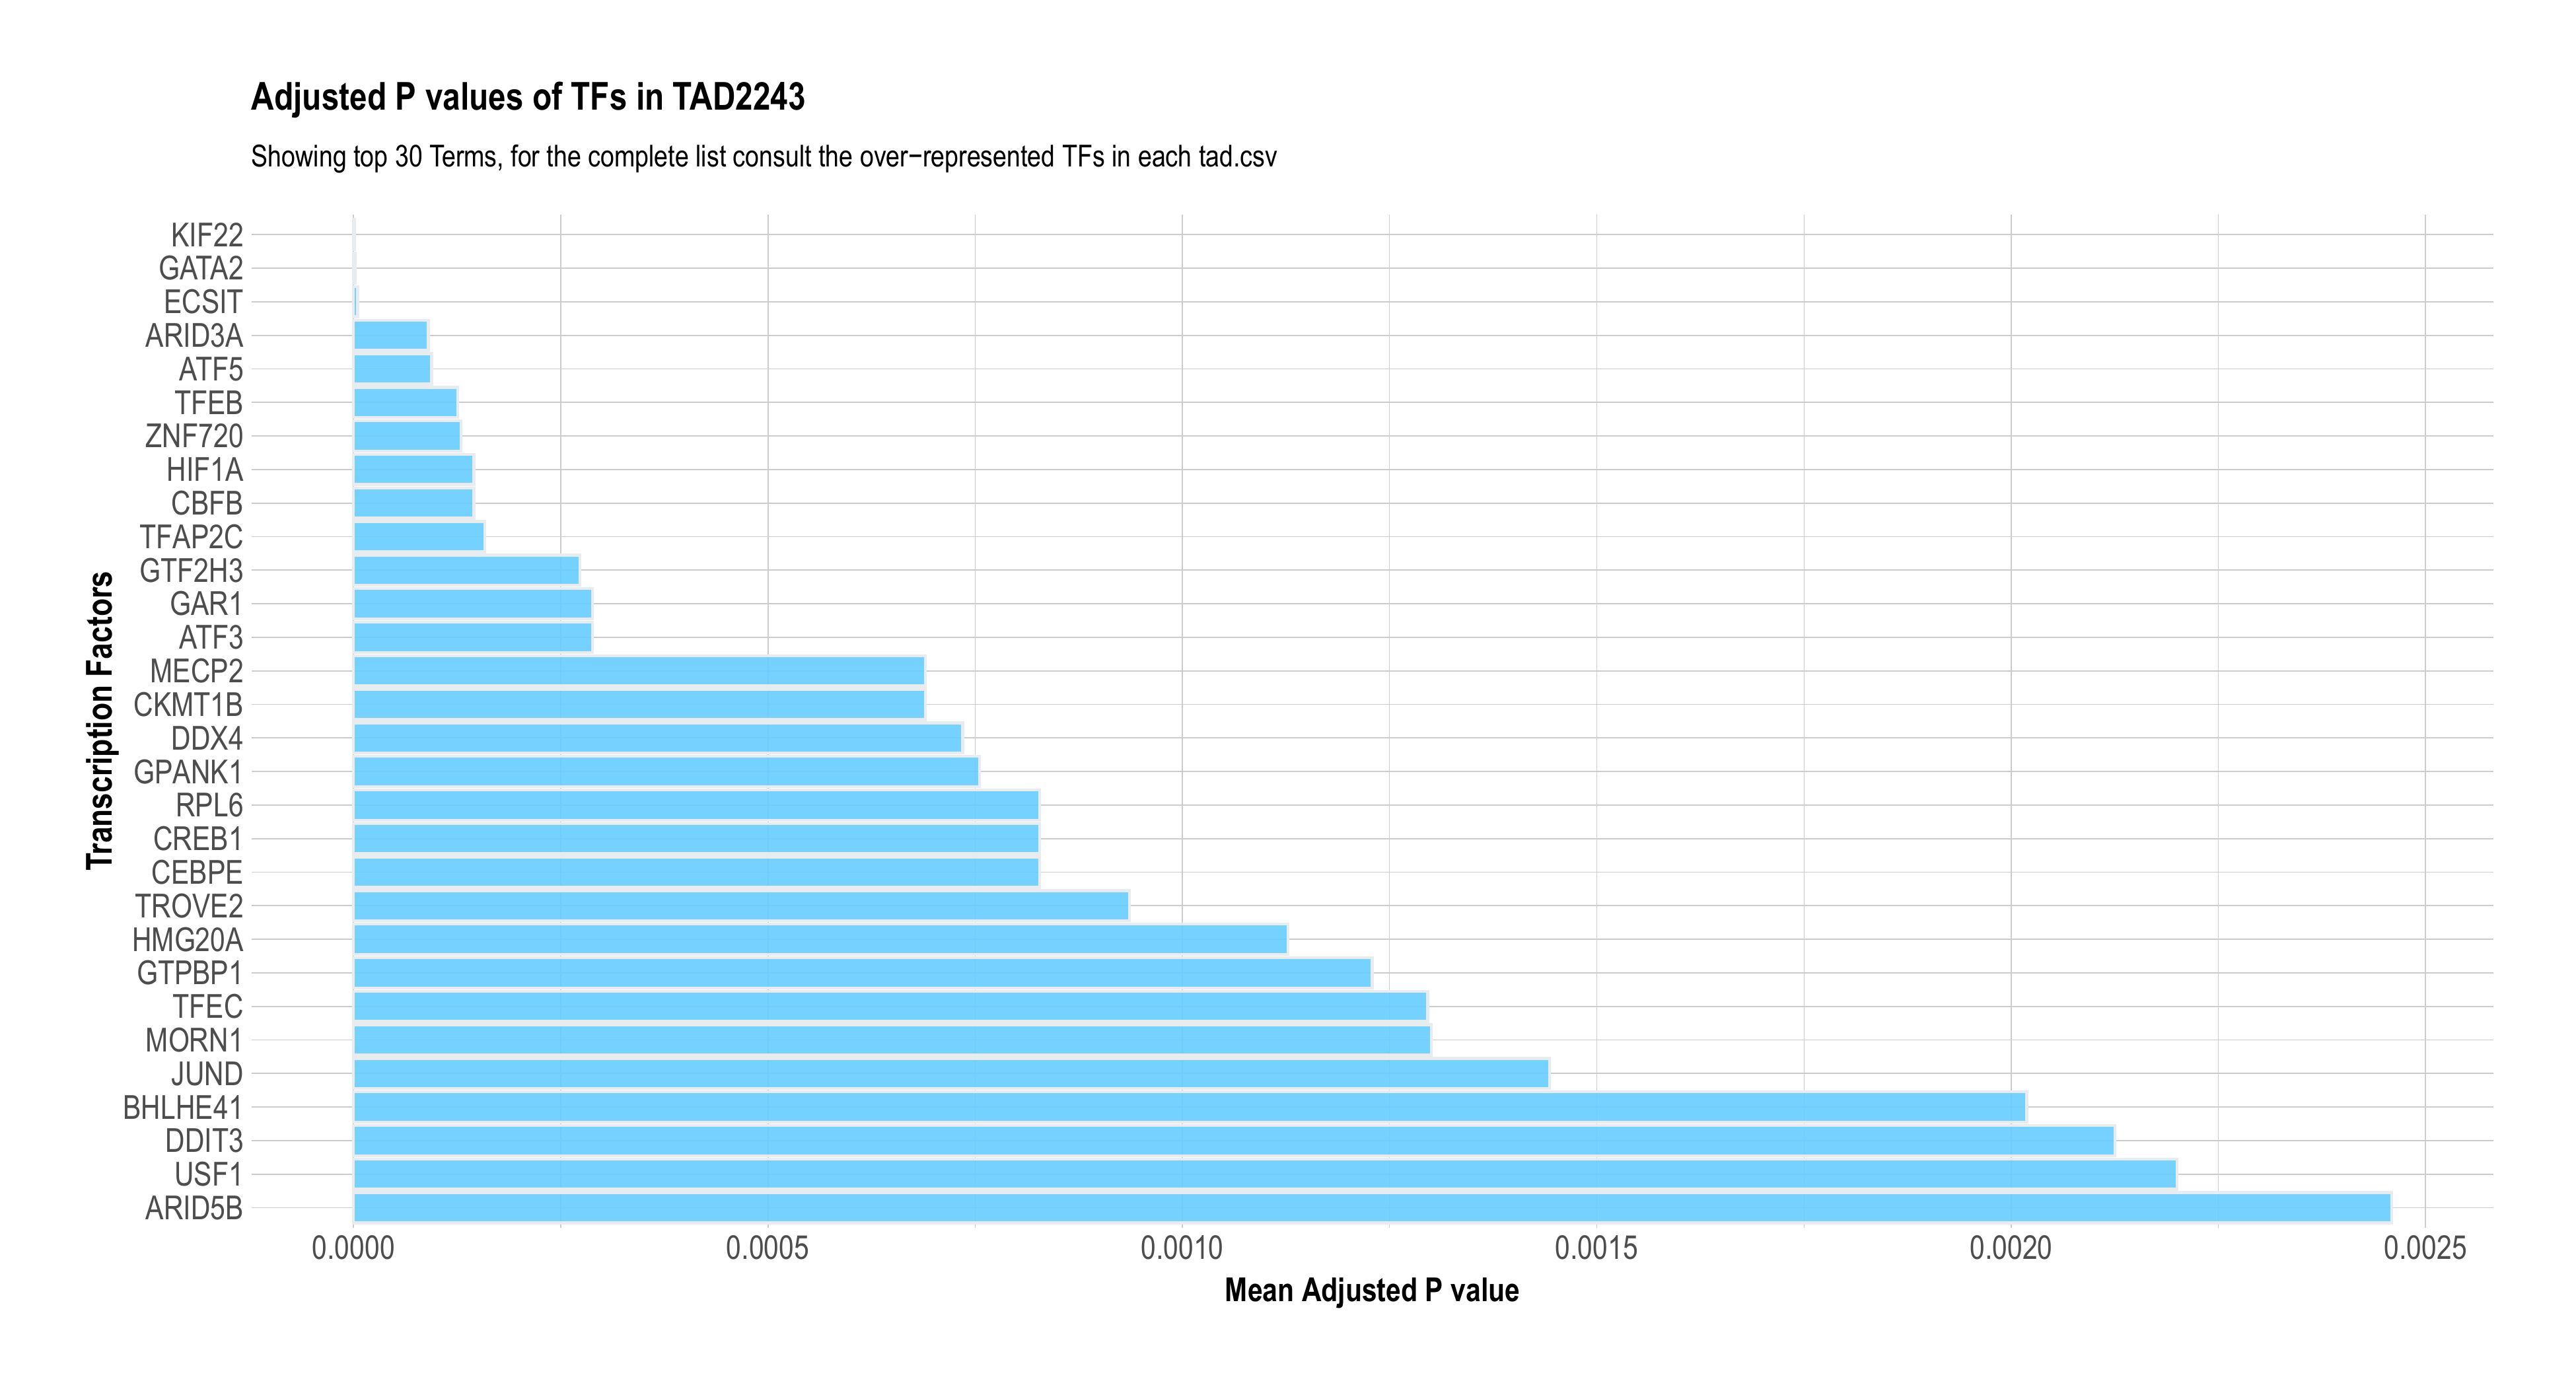 Adjusted P values of TFs in TAD2243
Showing top 30 Terms, for the complete list consult the over−represented TFs in each tad.csv
Transcription Factors
KIF22
GATA2
ECSIT
ARID3A
ATF5
TFEB
ZNF720
HIF1A
CBFB
TFAP2C
GTF2H3
GAR1
ATF3
MECP2
CKMT1B
DDX4
GPANK1
RPL6
CREB1
CEBPE
TROVE2
HMG20A
GTPBP1
TFEC
MORN1
JUND
BHLHE41
DDIT3
USF1
ARID5B
0.0000 0.0005 0.0010 0.0015 0.0020 0.0025
Mean Adjusted P value